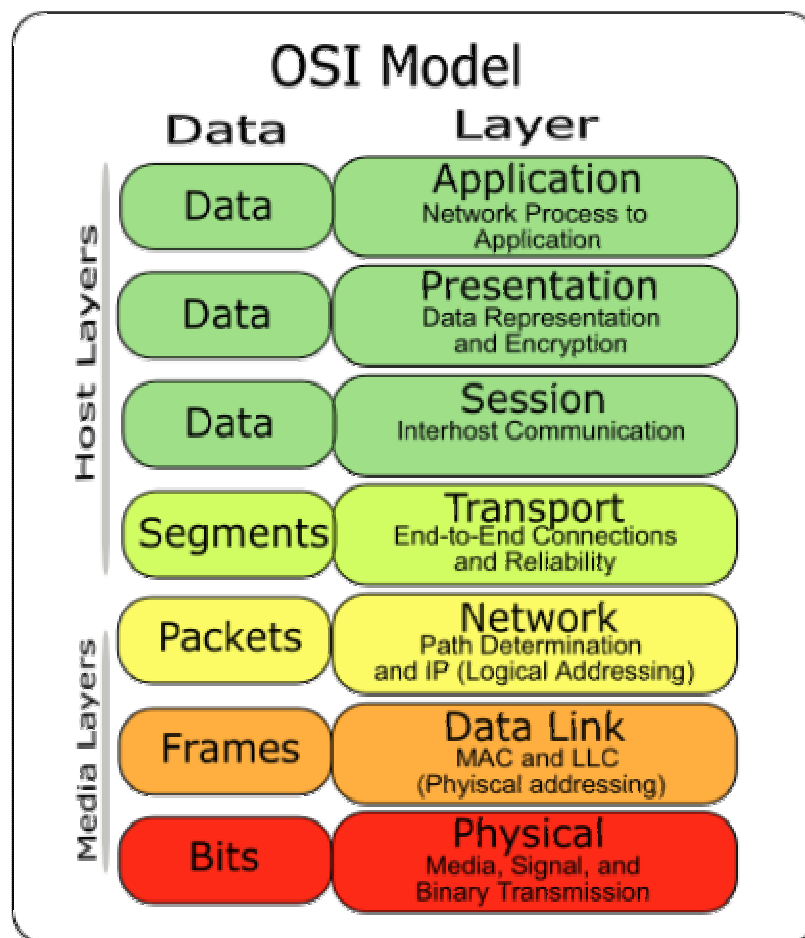 OSI Model
Data
Layer
Host Layers
Data
Application
Network Process to
Application
Data
Presentation
Data Representation
and Encryption
Data
Session
Interhost Communication
Segments
Transport
End-to-End Connections
and Reliability
Media Layers
Packets
Network
Path Determination
and IP (Logical Addressing)
Frames
Data Link
MAC and LLC
(Phyiscal addressing)
Bits
Physical
Media, Signal, and
Binary Transmission